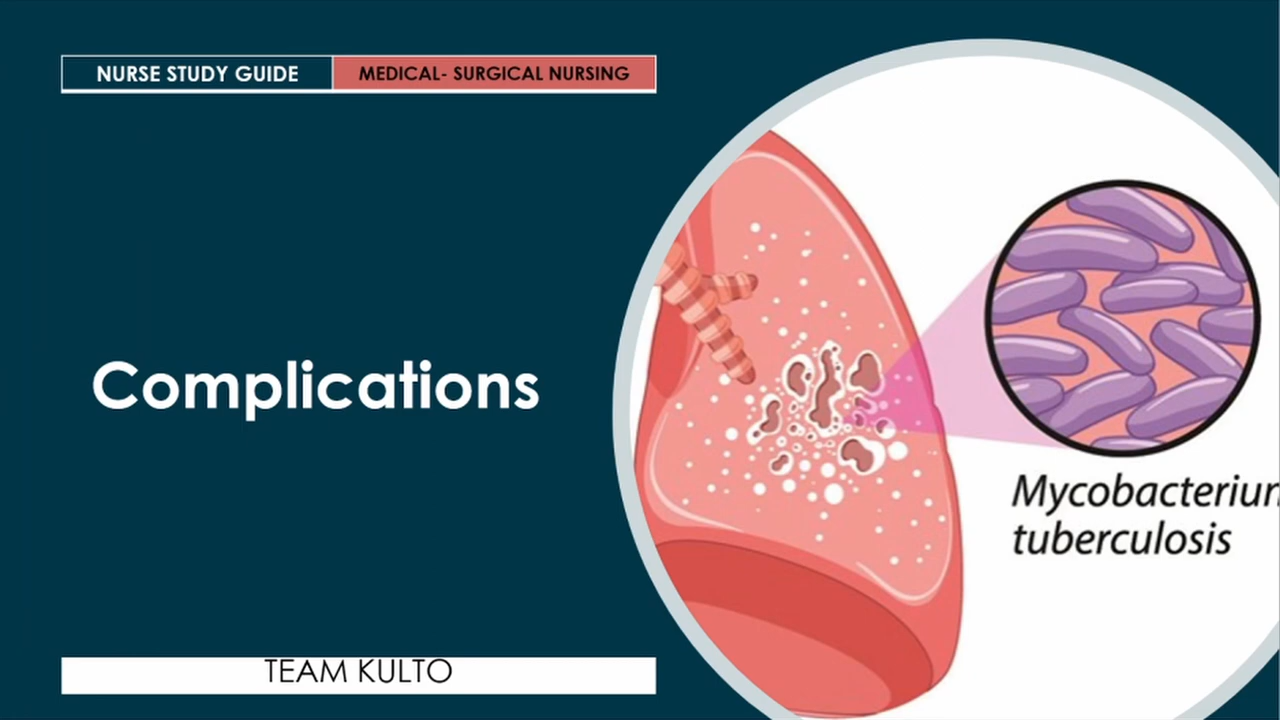 NURSE STUDY GUIDE
MEDICAL- SURGICAL NURSING
Complications
Mycobacteriu
tuberculosis
TEAM KULTO